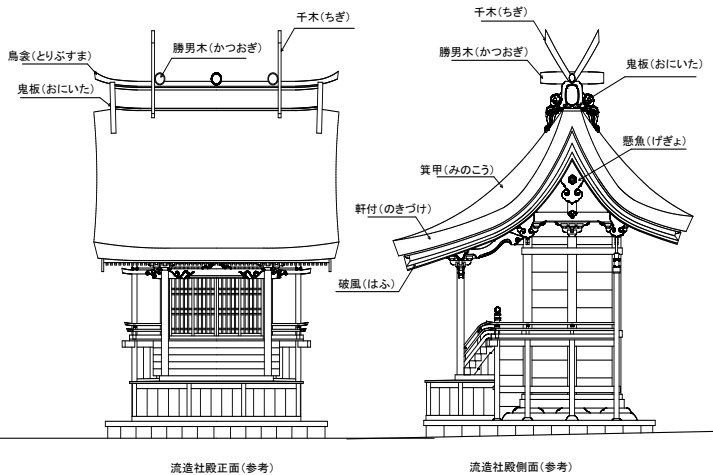 千木(ちぎ)
勝男木(かつおぎ)
鳥衾(とりぶすま)
鬼板(おにいた)
流造社殿正面(参考)
千木(ちぎ)
勝男木(かつおぎ)
鬼板(おにいた)
懸魚(げぎょ)
箕甲(みのこう)
軒付(のきづけ)
破風(はふ)
流造社殿側面(参考)